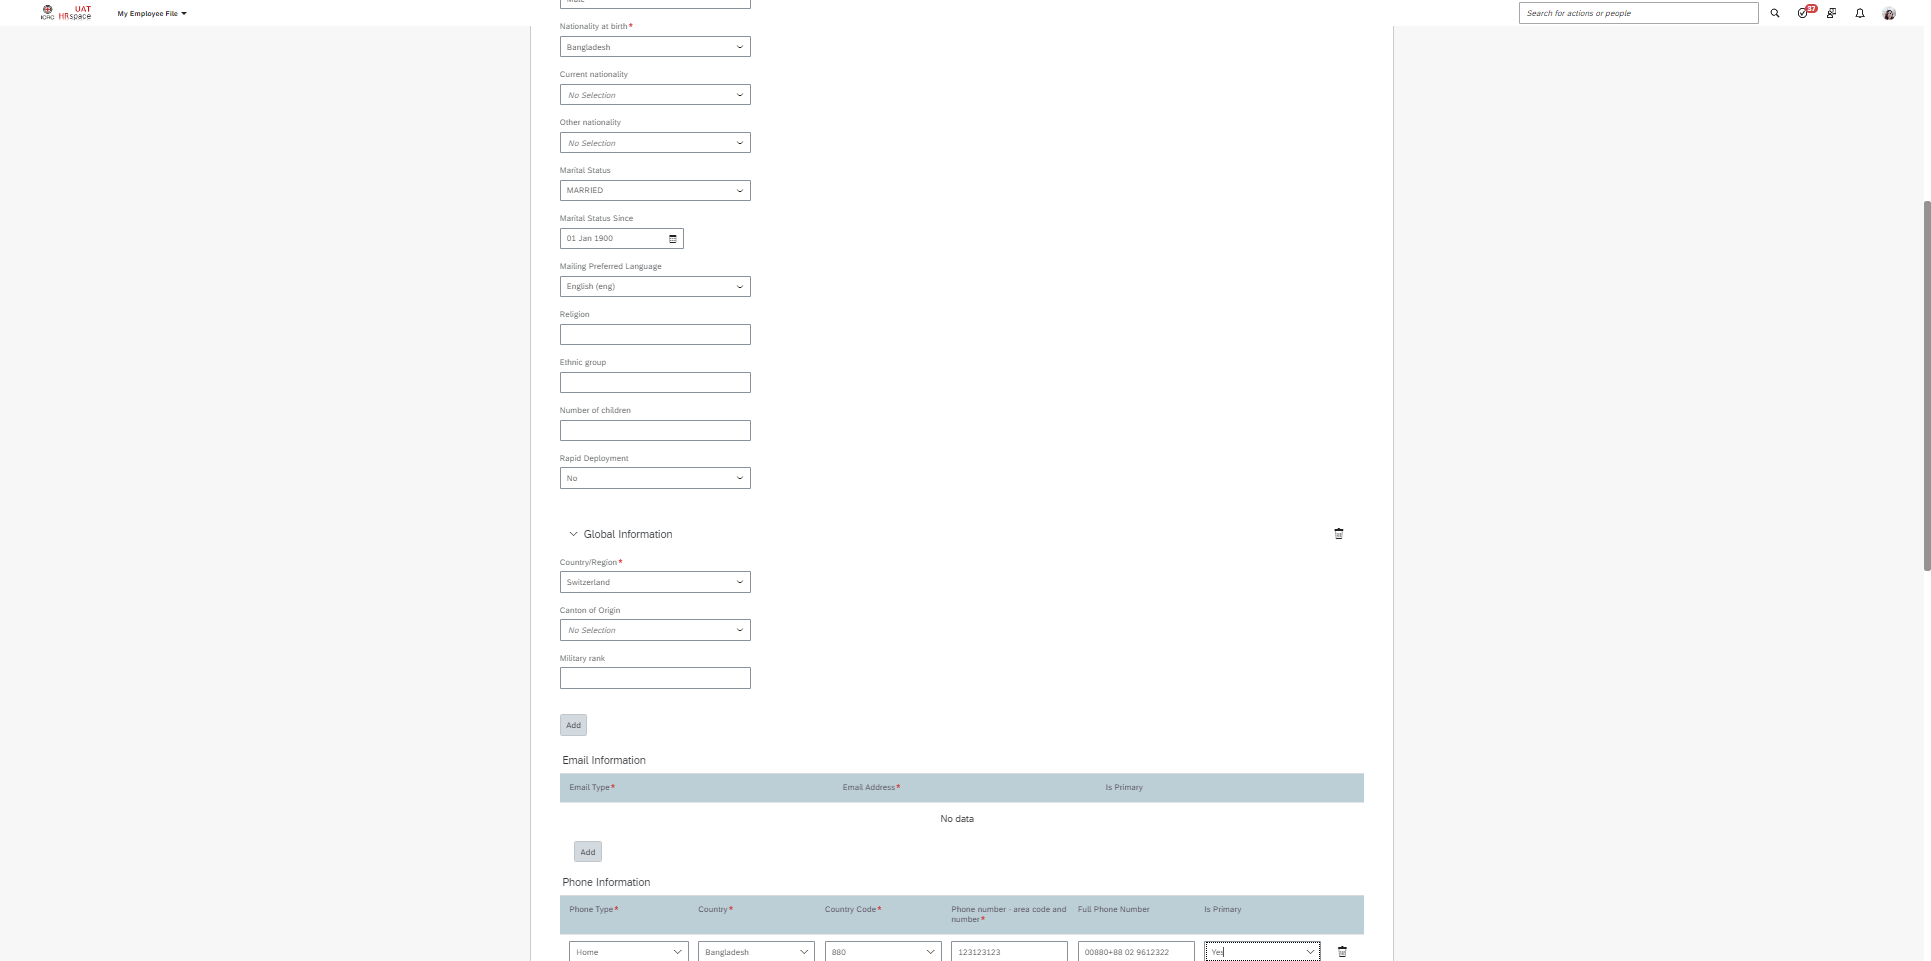 ICRC
UAT
HRspace
My Employee File
Search for actions or people
37
Male
Nationality at birth*
Bangladesh
Current nationality
No Selection
Other nationality
No Selection
Marital Status
MARRIED
Marital Status Since
01 Jan 1900
Mailing Preferred Language
English (eng)
Religion
Ethnic group
Number of children
Rapid Deployment
No
Global Information
Country/Region*
Switzerland
Canton of Origin
No Selection
Military rank
Add
Email Information
Email Type* Email Address* Is Primary
No data
Add
Phone Information
Phone Type* Country* Country Code* Phone number - area code and number* Full Phone Number Is Primary
Home Bangladesh 880 123123123 00880+88 02 9612322 Yes